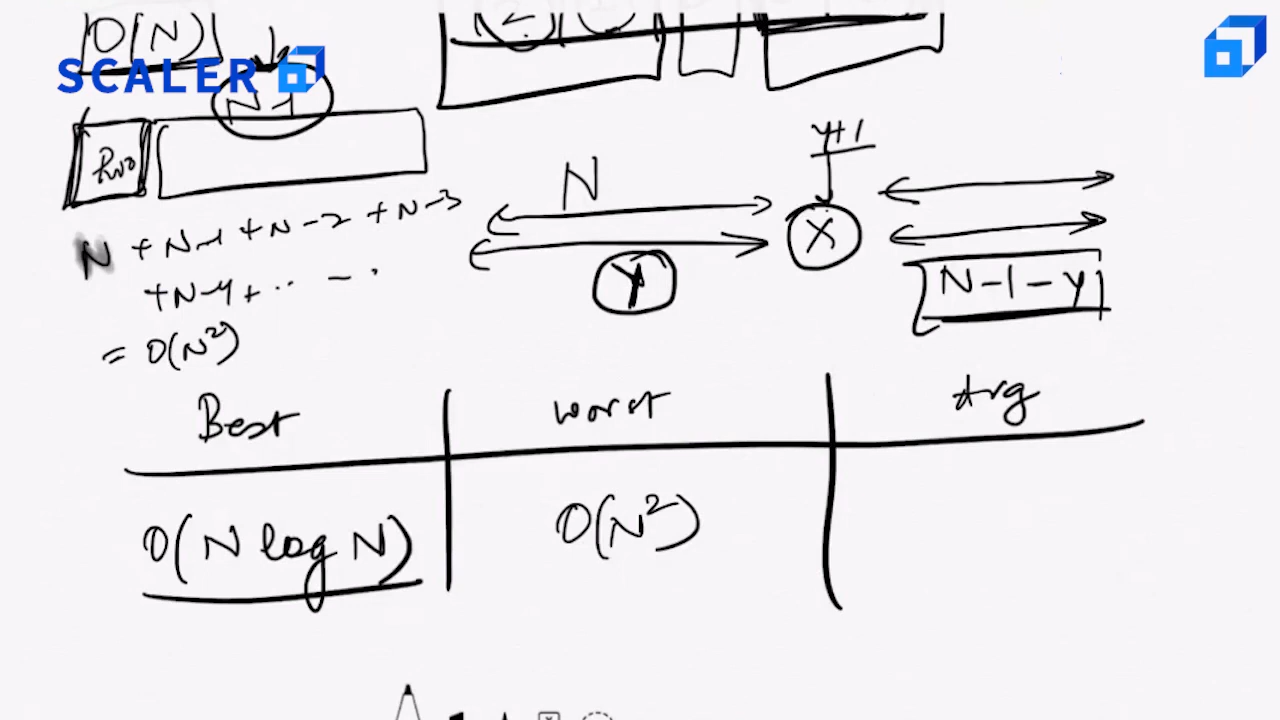 O(N)
SCALER
N-1
Pivo
N + N-1 + N-2 + N-3
+N-4+.. - .
= O(N²)
N
y+1
X
Y
N-1-y
Best
worst
Avg
O(N log N)
O(N²)